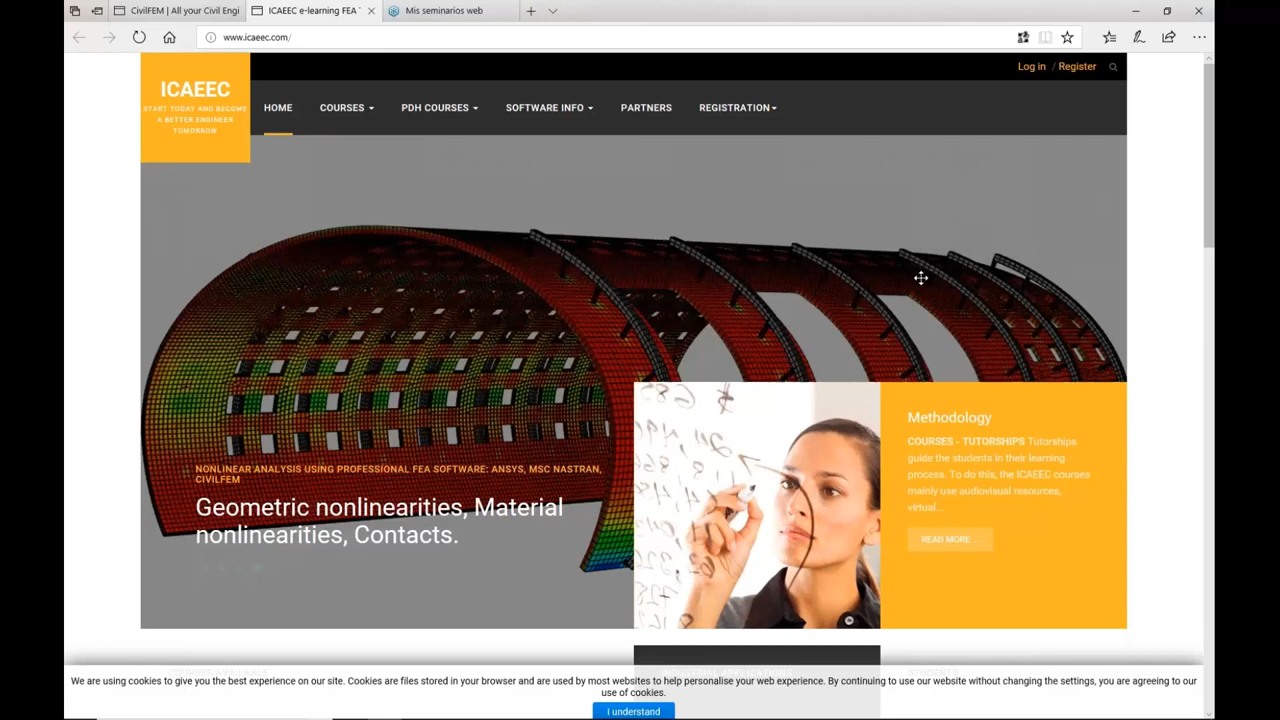 CivilFEM | All your Civil Engi
ICAEEC e-learning FEA
Mis seminarios web
www.icaeec.com/
Log in / Register
ICAEEC
START TODAY AND BECOME
A BETTER ENGINEER
TOMORROW
HOME
COURSES
PDH COURSES
SOFTWARE INFO
PARTNERS
REGISTRATION
NONLINEAR ANALYSIS USING PROFESSIONAL FEA SOFTWARE: ANSYS, MSC NASTRAN,
CIVILFEM
Geometric nonlinearities, Material
nonlinearities, Contacts.
Methodology
COURSES - TUTORSHIPS Tutorships
guide the students in their learning
process. To do this, the ICAEEC courses
mainly use audiovisual resources,
virtual...
READ MORE ...
We are using cookies to give you the best experience on our site. Cookies are files stored in your browser and are used by most websites to help personalise your web experience. By continuing to use our website without changing the settings, you are agreeing to our
use of cookies.
I understand